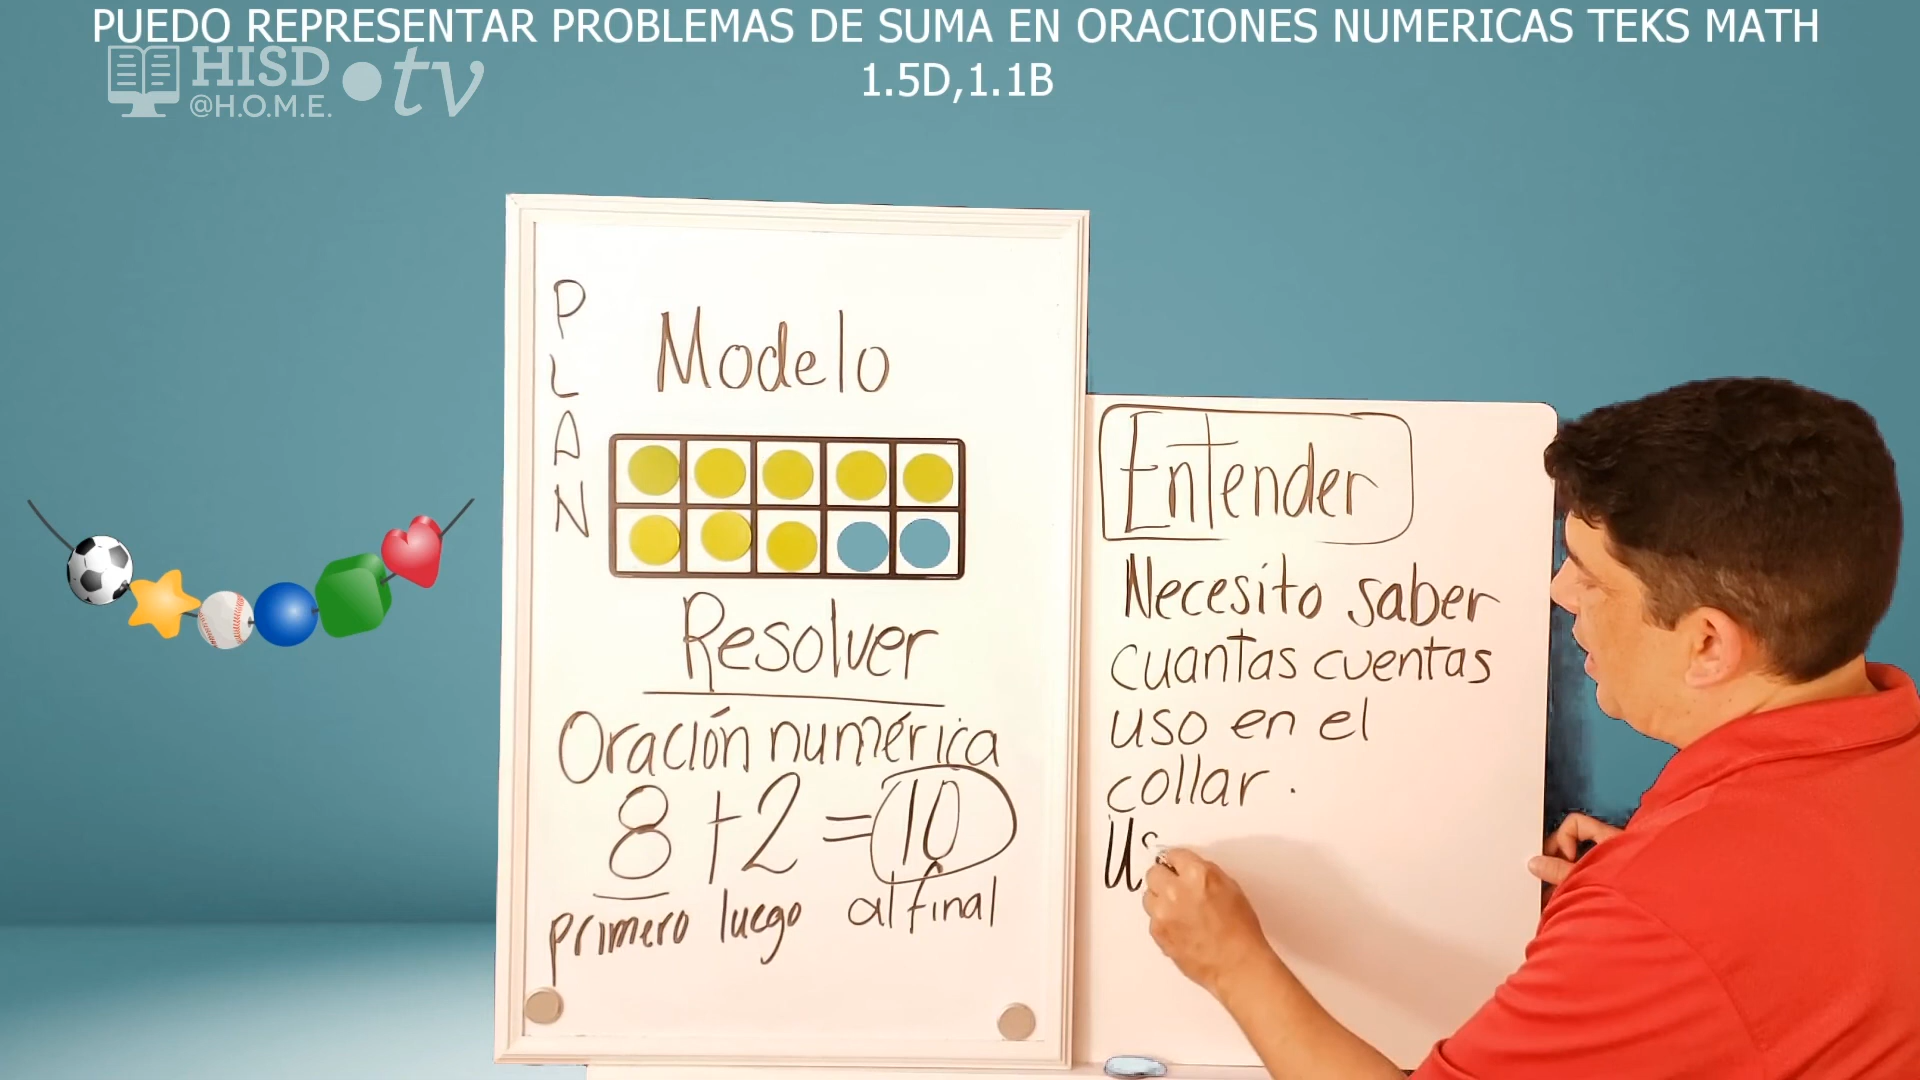 PUEDO REPRESENTAR PROBLEMAS DE SUMA EN ORACIONES NUMERICAS TEKS MATH
1.5D,1.1B
HISD
@H.O.M.E.
tv
PLAN
Modelo
Resolver
Oración numérica
8+2=10
primero luego al final
Entender
Necesito saber
cuantas cuentas
uso en el
collar.
Us